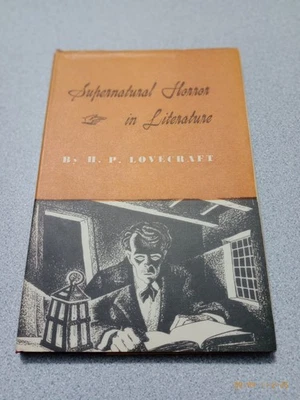 Supernatural Horror
in Literature
By H. P. LOVECRAFT